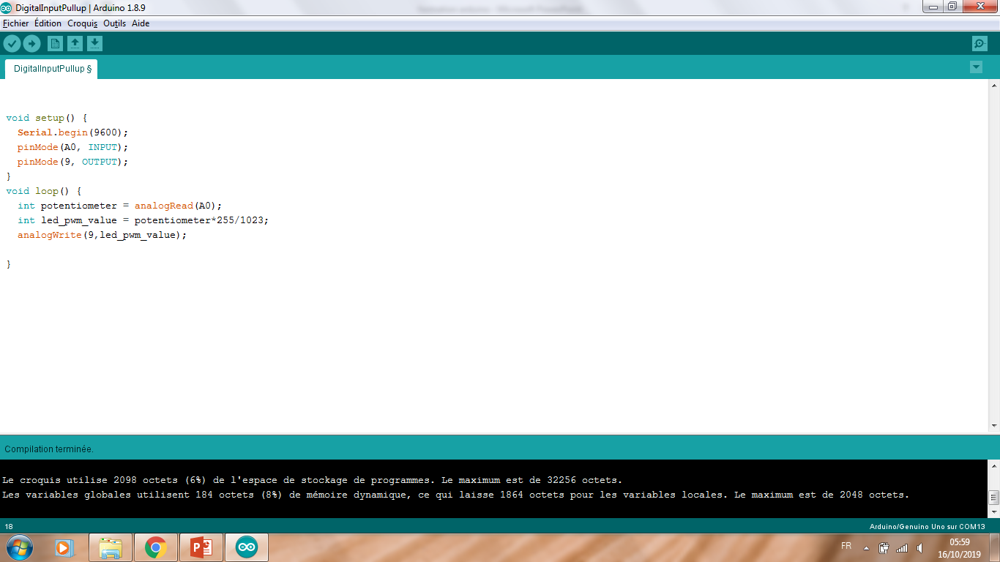 DigitalInputPullup | Arduino 1.8.9
Fichier Édition Croquis Outils Aide
DigitalInputPullup §
void setup() {
  Serial.begin(9600);
  pinMode(A0, INPUT);
  pinMode(9, OUTPUT);
}
void loop() {
  int potentiometer = analogRead(A0);
  int led_pwm_value = potentiometer*255/1023;
  analogWrite(9,led_pwm_value);
}
Compilation terminée.
Le croquis utilise 2098 octets (6%) de l'espace de stockage de programmes. Le maximum est de 32256 octets.
Les variables globales utilisent 184 octets (8%) de mémoire dynamique, ce qui laisse 1864 octets pour les variables locales. Le maximum est de 2048 octets.
18
Arduino/Genuino Uno sur COM13
FR
05:59
16/10/2019